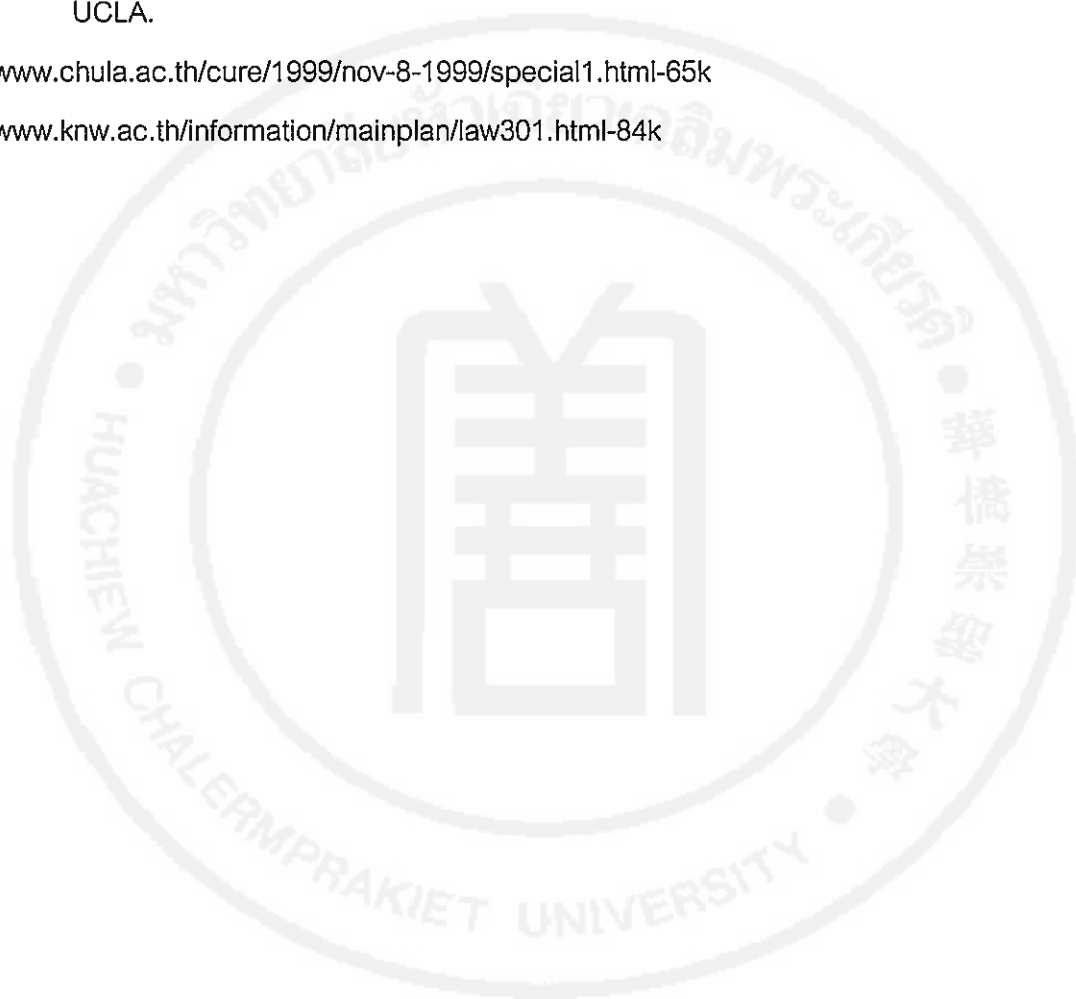 UCLA.
www.chula.ac.th/cure/1999/nov-8-1999/special1.html-65k
www.knw.ac.th/information/mainplan/law301.html-84k
มหาวิทยาลัยหัวเฉียวเฉลิมพระเกียรติ
華僑崇聖大學
HUACHIEW CHALERMPRAKIET UNIVERSITY